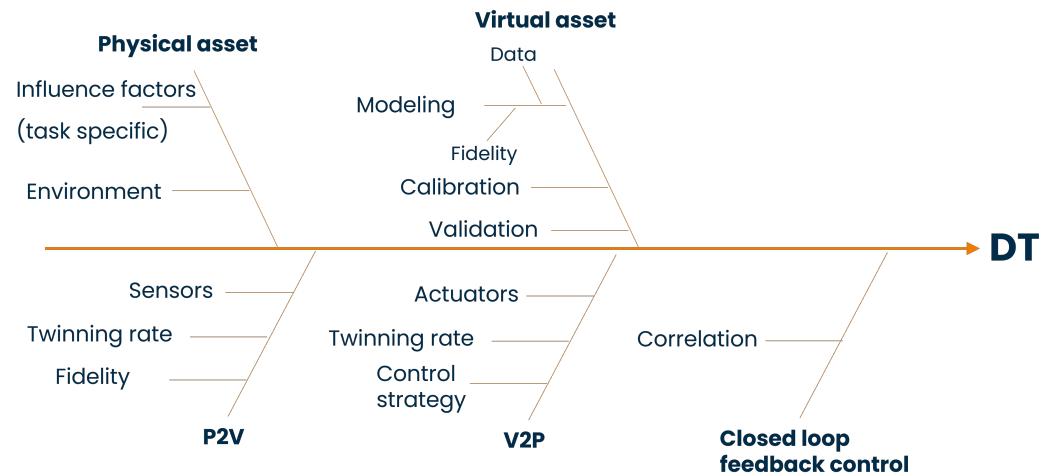 Virtual asset
Physical asset
Data
Influence factors
(task specific)
Modeling
Fidelity
Environment
Calibration
Validation
DT
Sensors
Twinning rate
Fidelity
P2V
Actuators
Twinning rate
Control
strategy
V2P
Correlation
Closed loop
feedback control